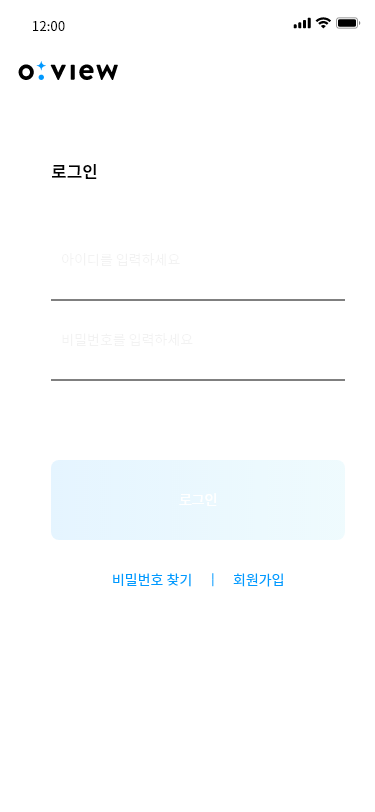 12:00
o:view
로그인
아이디를 입력하세요
비밀번호를 입력하세요
로그인
비밀번호 찾기 | 회원가입